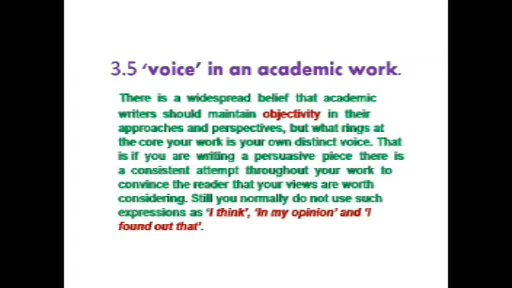 3.5 ‘voice’ in an academic work.
There is a widespread belief that academic
writers should maintain objectivity in their
approaches and perspectives, but what rings at
the core your work is your own distinct voice. That
is if you are writing a persuasive piece there is
a consistent attempt throughout your work to
convince the reader that your views are worth
considering. Still you normally do not use such
expressions as ‘I think’, ‘In my opinion’ and ‘I
found out that’.